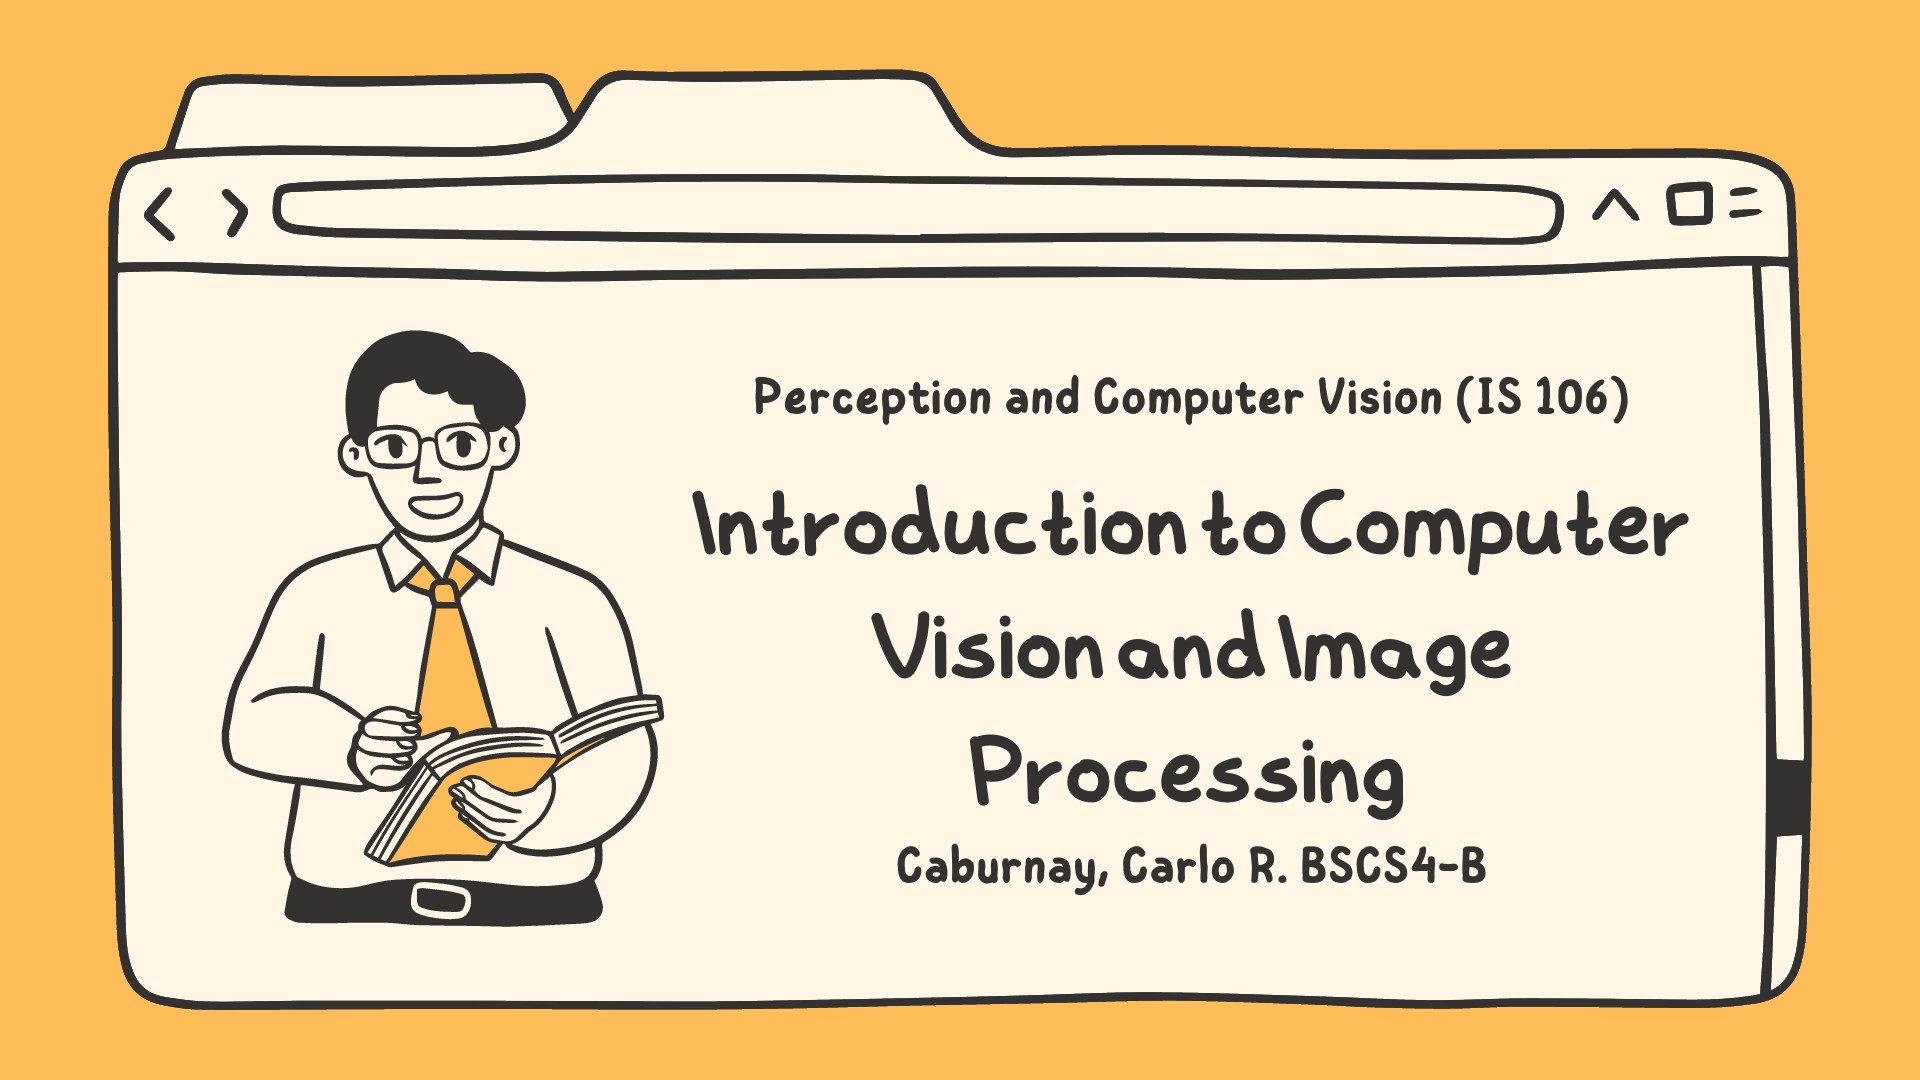 Perception and Computer Vision (IS 106)
Introduction to Computer
Vision and Image
Processing
Caburnay, Carlo R. BSCS4-B